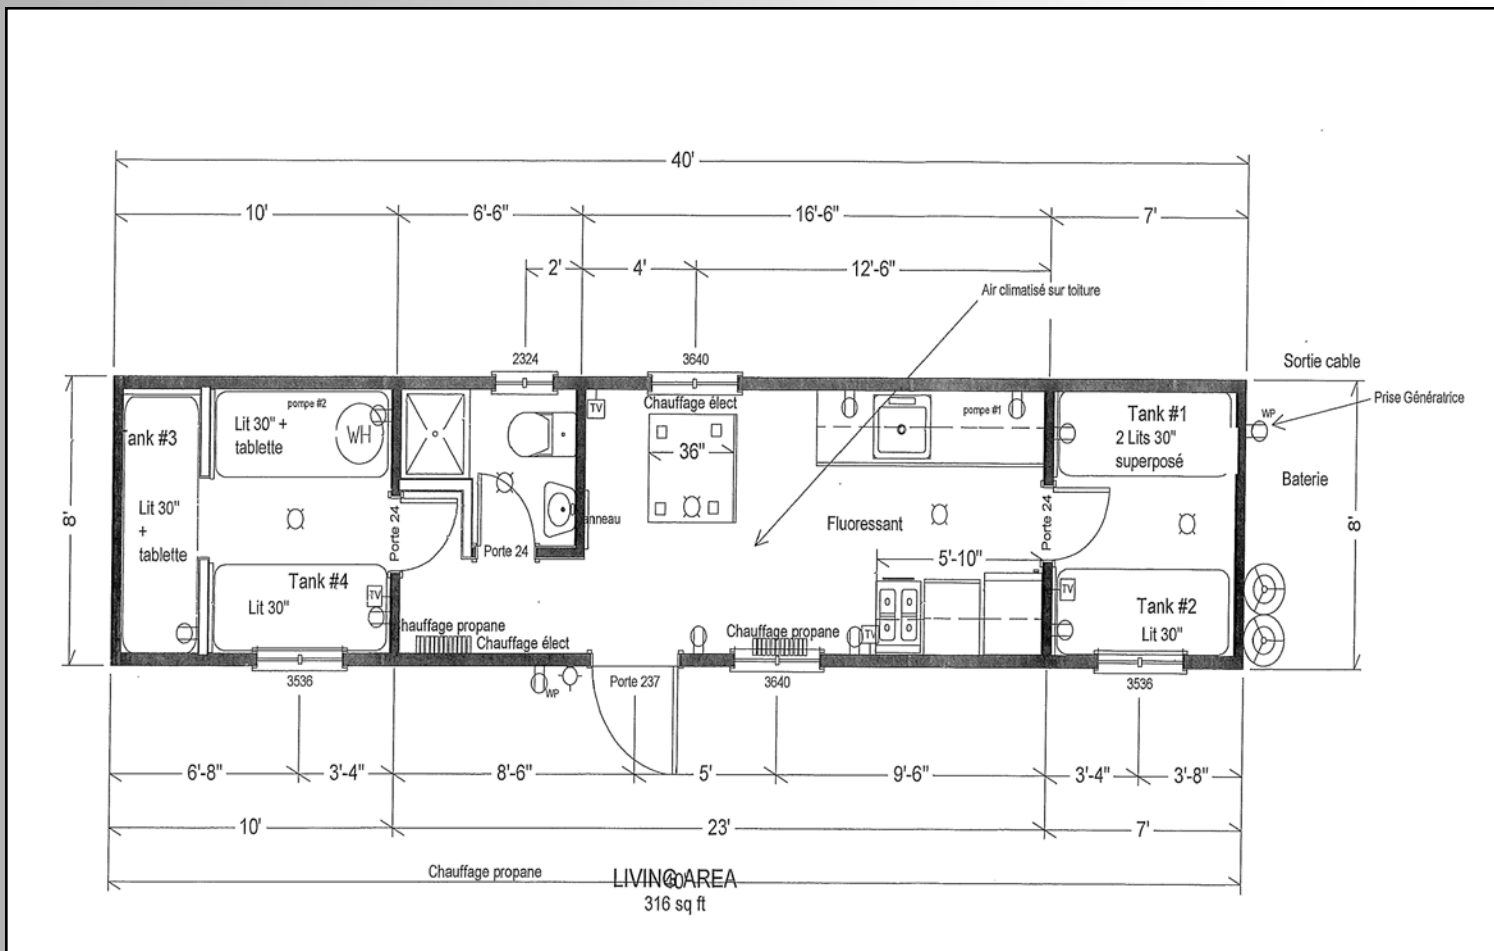 40'
10'
6'-6"
16'-6"
7'
2'
4'
12'-6"
Air climatisé sur toiture
2324
3640
Sortie cable
Prise Génératrice
WP
Baterie
8'
8'
Tank #3
Lit 30"
+
tablette
pompe #2
Lit 30" +
tablette
WH
Tank #4
Lit 30"
TV
Porte 24
Porte 24
anneau
TV
Chauffage élect
36"
Fluoressant
pompe #1
5'-10"
Porte 24
Tank #1
2 Lits 30"
superposé
TV
Tank #2
Lit 30"
hauffage propane
Chauffage élect
Chauffage propane
TV
3536
WP
Porte 237
3640
3536
6'-8"
3'-4"
8'-6"
5'
9'-6"
3'-4"
3'-8"
10'
23'
7'
Chauffage propane
LIVING AREA
40'
316 sq ft